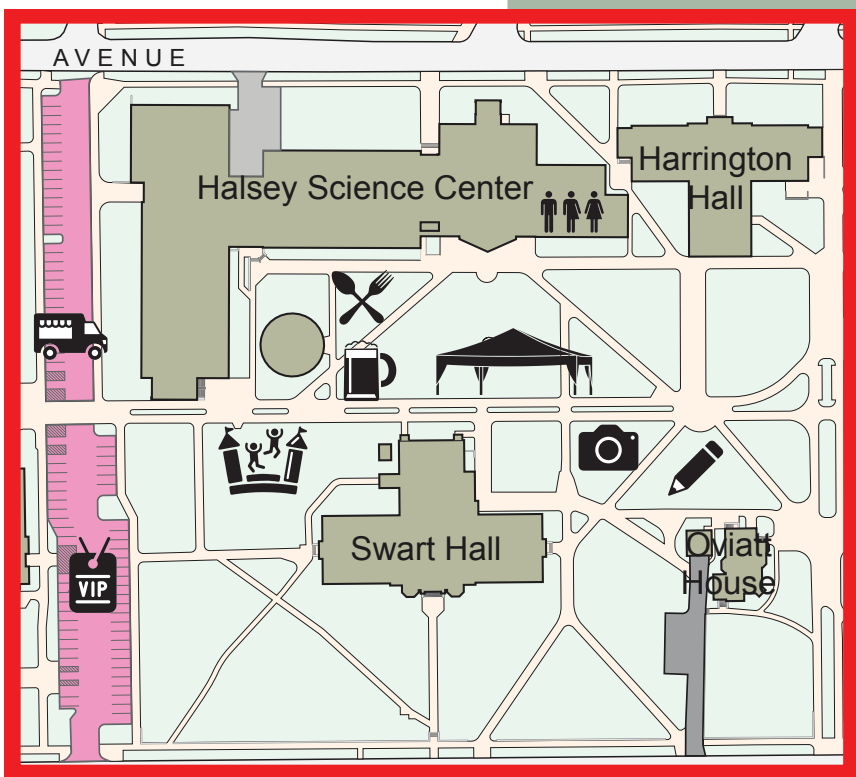 AVENUE
Halsey Science Center
Harrington
Hall
Swart Hall
Oviatt
House
VIP